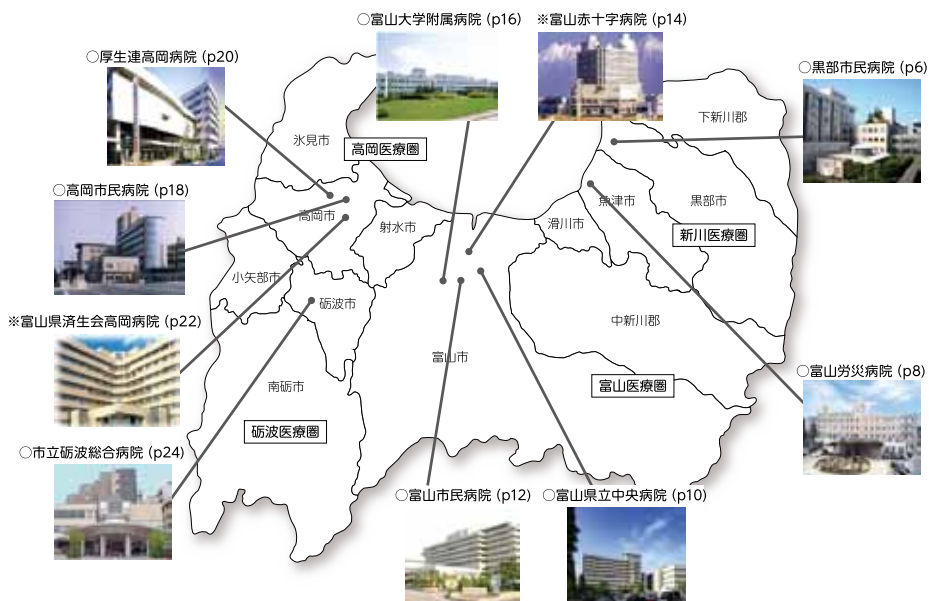 ○富山大学附属病院 (p16)
※富山赤十字病院 (p14)
○厚生連高岡病院 (p20)
○黒部市民病院 (p6)
下新川郡
氷見市
高岡医療圏
○高岡市民病院 (p18)
高岡市
射水市
滑川市
魚津市
黒部市
新川医療圏
小矢部市
砺波市
※富山県済生会高岡病院 (p22)
中新川郡
富山市
南砺市
富山医療圏
○富山労災病院 (p8)
砺波医療圏
○市立砺波総合病院 (p24)
○富山市民病院 (p12)
○富山県立中央病院 (p10)